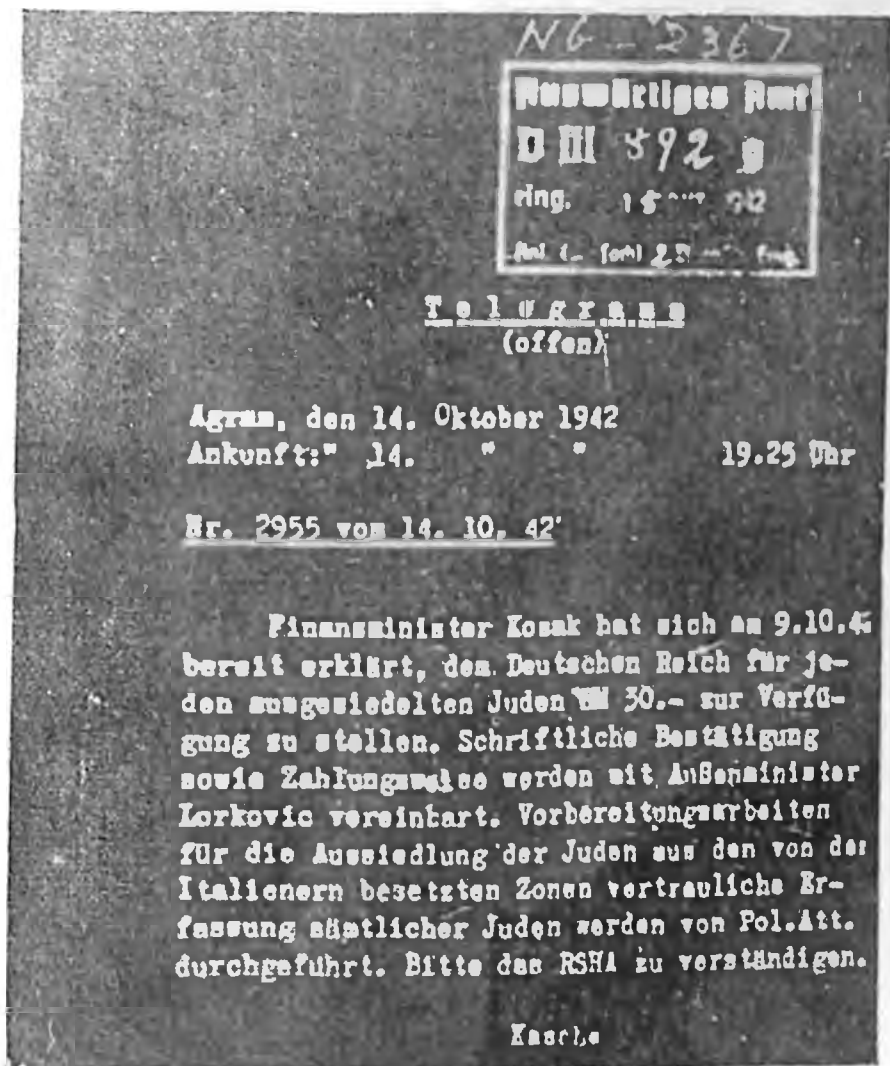 NG - 2367
Auswärtiges Amt
D III 892 g
eing. 15
T e l e g r a m m
(offen)
Agram, den 14. Oktober 1942
Ankunft:" 14. " " 19.25 Uhr
Nr. 2955 vom 14. 10. 42
Finanzminister Kosak hat sich am 9.10.4
bereit erklärt, dem Deutschen Reich für je-
den ausgesiedelten Juden RM 30.- zur Verfü-
gung zu stellen. Schriftliche Bestätigung
sowie Zahlungsweise werden mit Außenminister
Lorkovic vereinbart. Vorbereitungsarbeiten
für die Aussiedlung der Juden aus den von den
Italienern besetzten Zonen vertrauliche Er-
fassung sämtlicher Juden werden von Pol.Att.
durchgeführt. Bitte das RSHA zu verständigen.
Kasche